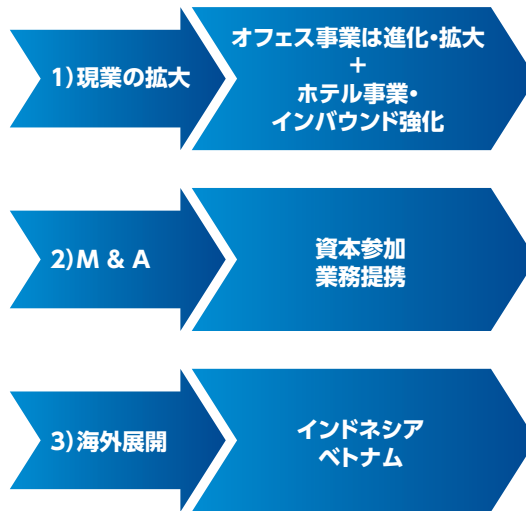 1)現業の拡大
オフェス事業は進化・拡大
+
ホテル事業・
インバウンド強化
2)M & A
資本参加
業務提携
3)海外展開
インドネシア
ベトナム